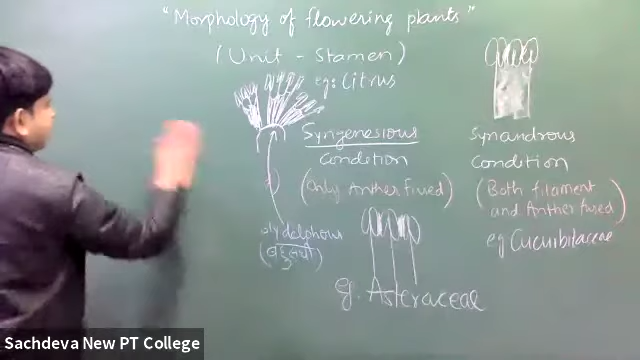 "Morphology of flowering plants"
(Unit - Stamen)
eg: Citrus
Syngenesious
Condition
(Only Anther fused)
Synandrous
Condition
(Both filament
and Anther fused)
eg Cucurbitaceae
olydelphous
eg. Asteraceae
Sachdeva New PT College